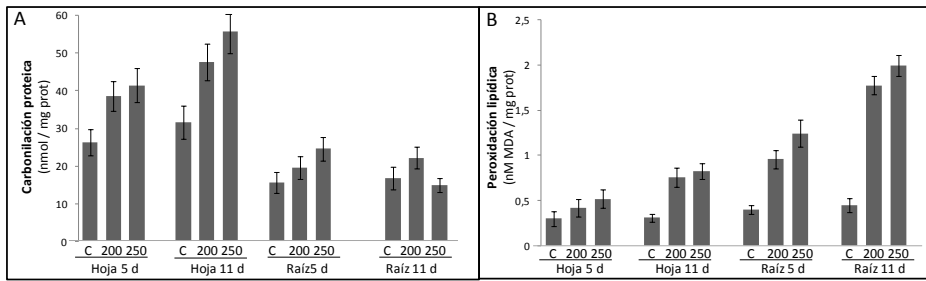 A
Carbonilación proteica
(nmol / mg prot)
60
50
40
30
20
10
0
C 200 250 C 200 250 C 200 250 C 200 250
Hoja 5 d Hoja 11 d Raíz5 d Raíz 11 d
B
Peroxidación lipídica
(nM MDA / mg prot)
2
1,5
1
0,5
0
C 200 250 C 200 250 C 200 250 C 200 250
Hoja 5 d Hoja 11 d Raíz 5 d Raíz 11 d